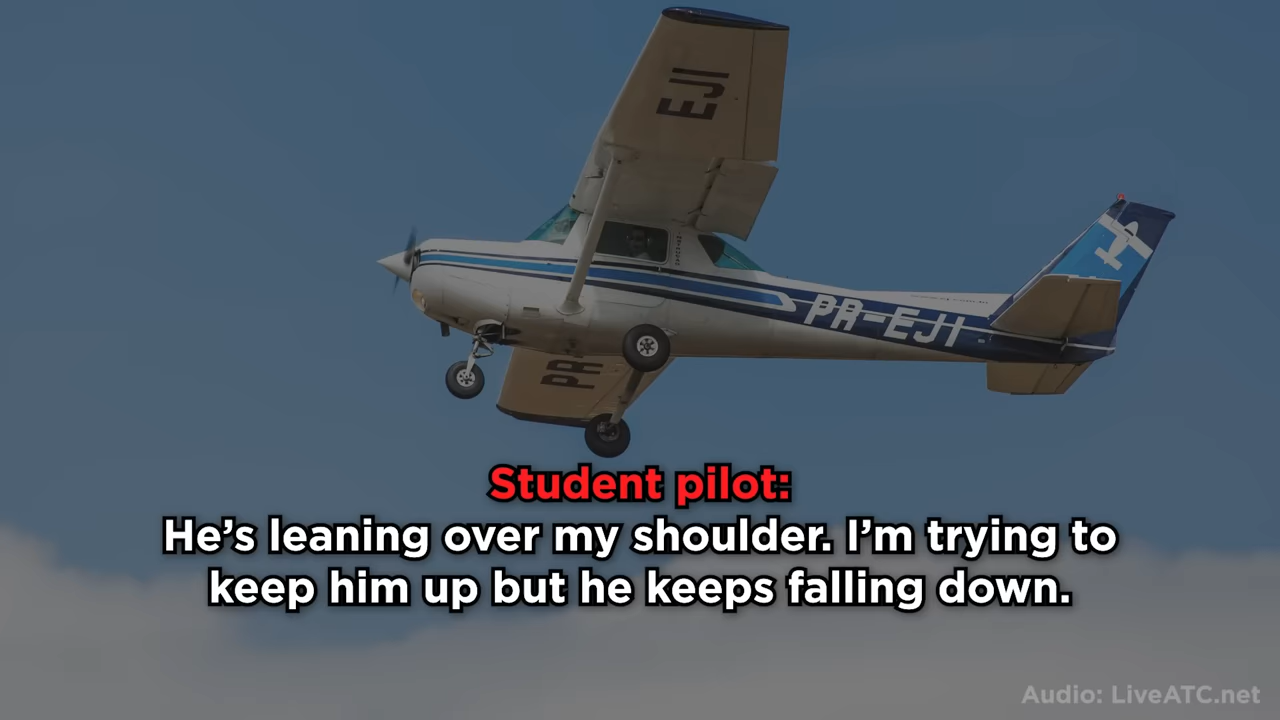 EJI
PR-EJI
PR
Student pilot:
He’s leaning over my shoulder. I’m trying to
keep him up but he keeps falling down.
Audio: LiveATC.net